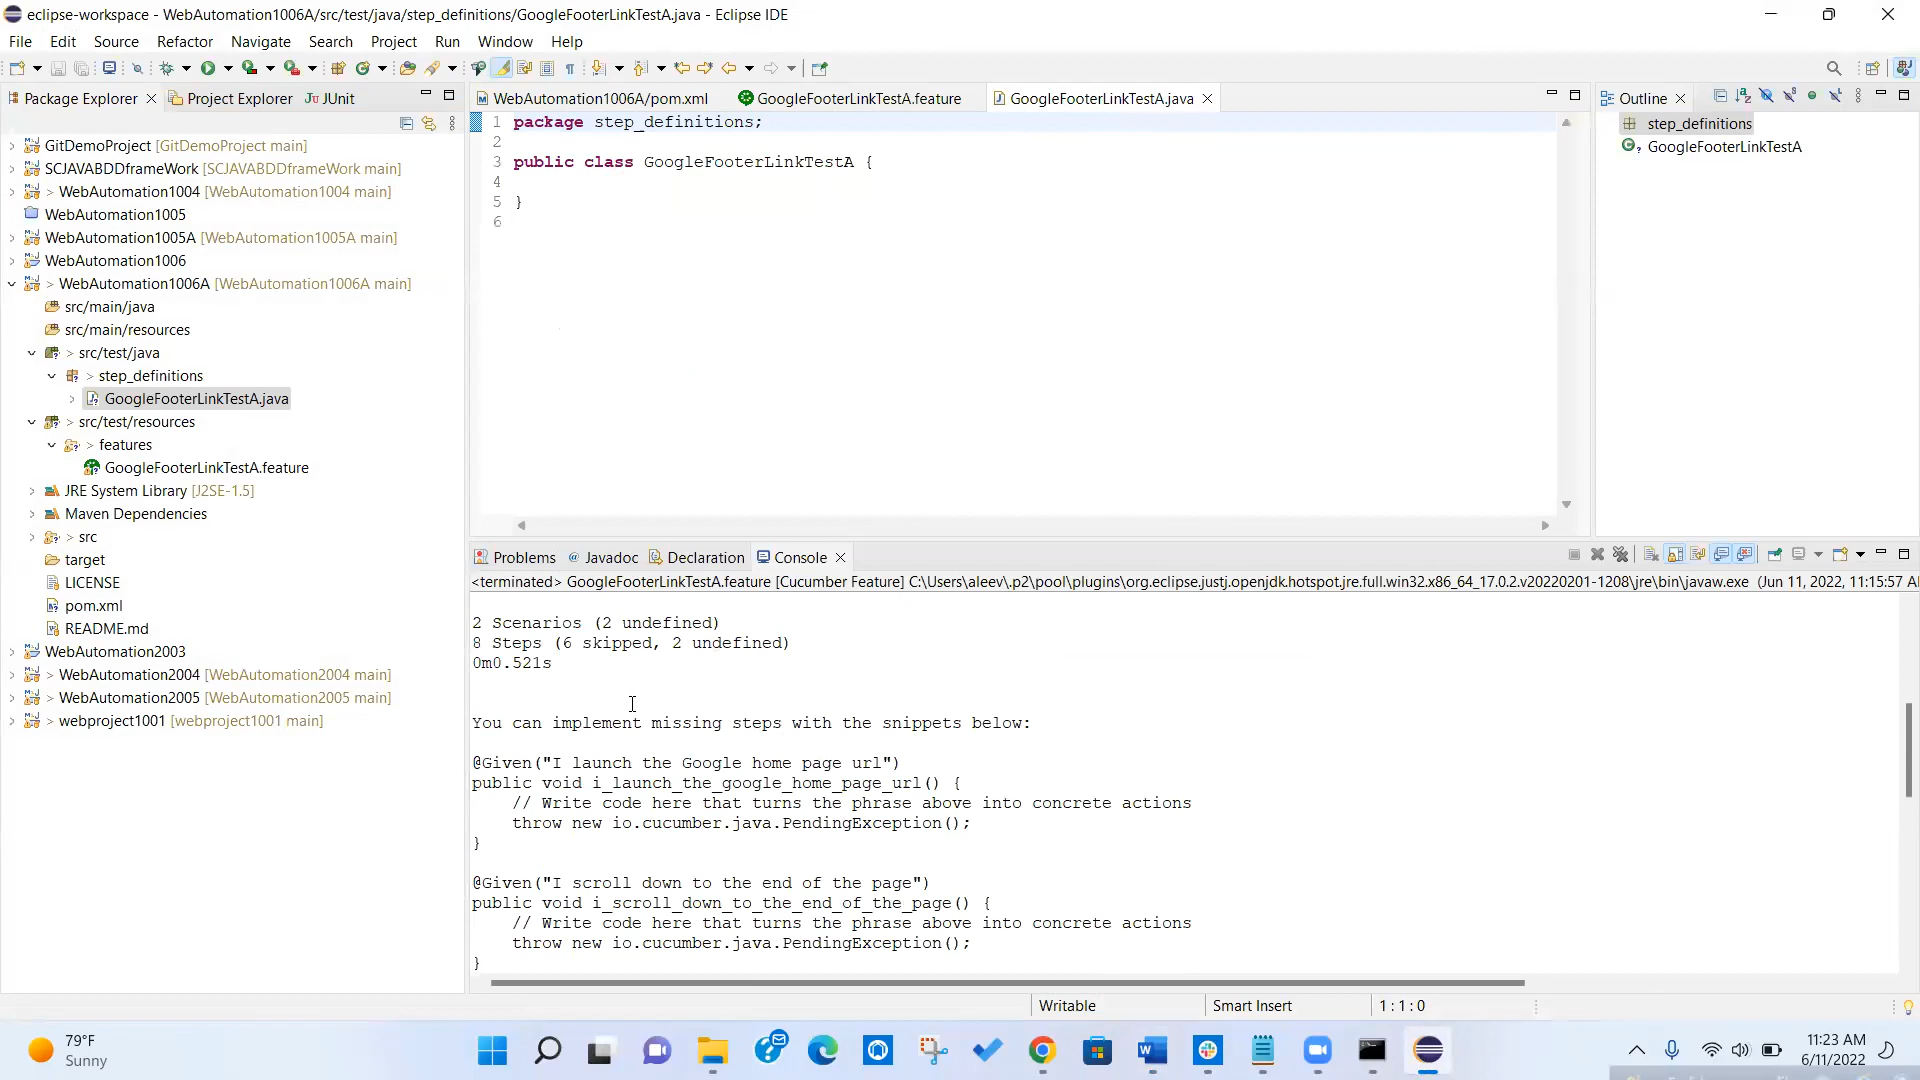 eclipse-workspace - WebAutomation1006A/src/test/java/step_definitions/GoogleFooterLinkTestA.java - Eclipse IDE
File Edit Source Refactor Navigate Search Project Run Window Help
Package Explorer
Project Explorer
JUnit
GitDemoProject [GitDemoProject main]
SCJAVABDDframeWork [SCJAVABDDframeWork main]
> WebAutomation1004 [WebAutomation1004 main]
WebAutomation1005
WebAutomation1005A [WebAutomation1005A main]
WebAutomation1006
> WebAutomation1006A [WebAutomation1006A main]
src/main/java
src/main/resources
> src/test/java
> step_definitions
GoogleFooterLinkTestA.java
> src/test/resources
> features
GoogleFooterLinkTestA.feature
JRE System Library [J2SE-1.5]
Maven Dependencies
> src
target
LICENSE
pom.xml
README.md
WebAutomation2003
> WebAutomation2004 [WebAutomation2004 main]
> WebAutomation2005 [WebAutomation2005 main]
> webproject1001 [webproject1001 main]
WebAutomation1006A/pom.xml
GoogleFooterLinkTestA.feature
GoogleFooterLinkTestA.java
1 package step_definitions;
2
3 public class GoogleFooterLinkTestA {
4
5 }
6
Outline
step_definitions
GoogleFooterLinkTestA
Problems
@ Javadoc
Declaration
Console
<terminated> GoogleFooterLinkTestA.feature [Cucumber Feature] C:\Users\aleev\.p2\pool\plugins\org.eclipse.justj.openjdk.hotspot.jre.full.win32.x86_64_17.0.2.v20220201-1208\jre\bin\javaw.exe (Jun 11, 2022, 11:15:57 A
2 Scenarios (2 undefined)
8 Steps (6 skipped, 2 undefined)
0m0.521s
You can implement missing steps with the snippets below:
@Given("I launch the Google home page url")
public void i_launch_the_google_home_page_url() {
// Write code here that turns the phrase above into concrete actions
throw new io.cucumber.java.PendingException();
}
@Given("I scroll down to the end of the page")
public void i_scroll_down_to_the_end_of_the_page() {
// Write code here that turns the phrase above into concrete actions
throw new io.cucumber.java.PendingException();
}
Writable
Smart Insert
1 : 1 : 0
79°F
Sunny
11:23 AM
6/11/2022